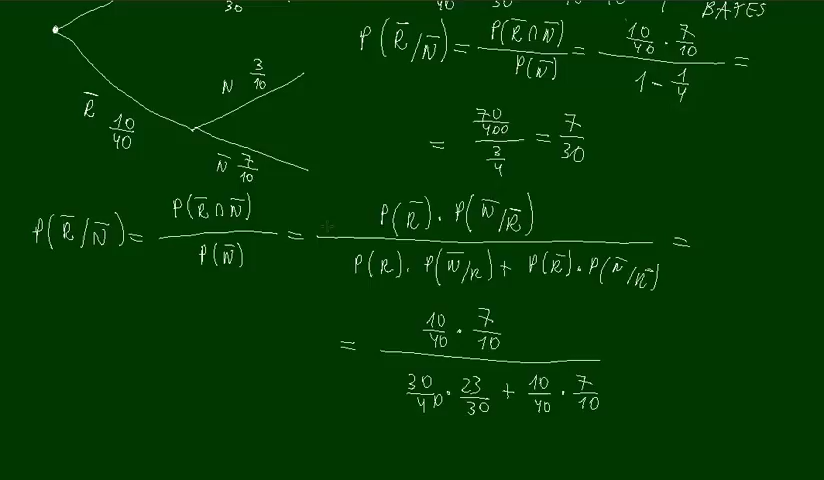 BAYES
30
P(R̅/N̅) = P(R̅∩N̅)/P(N̅) = (10/40 · 7/10)/(1 - 1/4) =
= (70/400)/(3/4) = 7/30
N 3/10
R̅ 10/40
N̅ 7/10
P(R̅/N̅) = P(R̅∩N̅)/P(N̅) = P(R̅) · P(N̅/R̅)/(P(R) · P(N̅/R) + P(R̅) · P(N̅/R̅)) =
= (10/40 · 7/10)/(30/40 · 23/30 + 10/40 · 7/10)